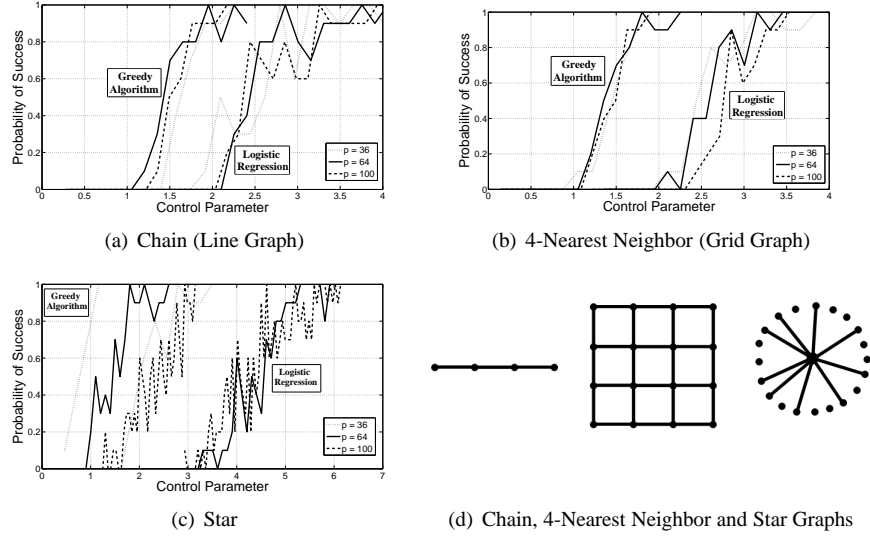 1
0.8
0.6
0.4
0.2
0
Probability of Success
Greedy
Algorithm
Logistic
Regression
p = 36
p = 64
p = 100
0 0.5 1 1.5 2 2.5 3 3.5 4
Control Parameter
(a) Chain (Line Graph)
1
0.8
0.6
0.4
0.2
0
Probability of Success
Greedy
Algorithm
Logistic
Regression
p = 36
p = 64
p = 100
0 0.5 1 1.5 2 2.5 3 3.5 4
Control Parameter
(b) 4-Nearest Neighbor (Grid Graph)
1
0.8
0.6
0.4
0.2
0
Probability of Success
Greedy
Algorithm
Logistic
Regression
p = 36
p = 64
p = 100
0 1 2 3 4 5 6 7
Control Parameter
(c) Star
(d) Chain, 4-Nearest Neighbor and Star Graphs